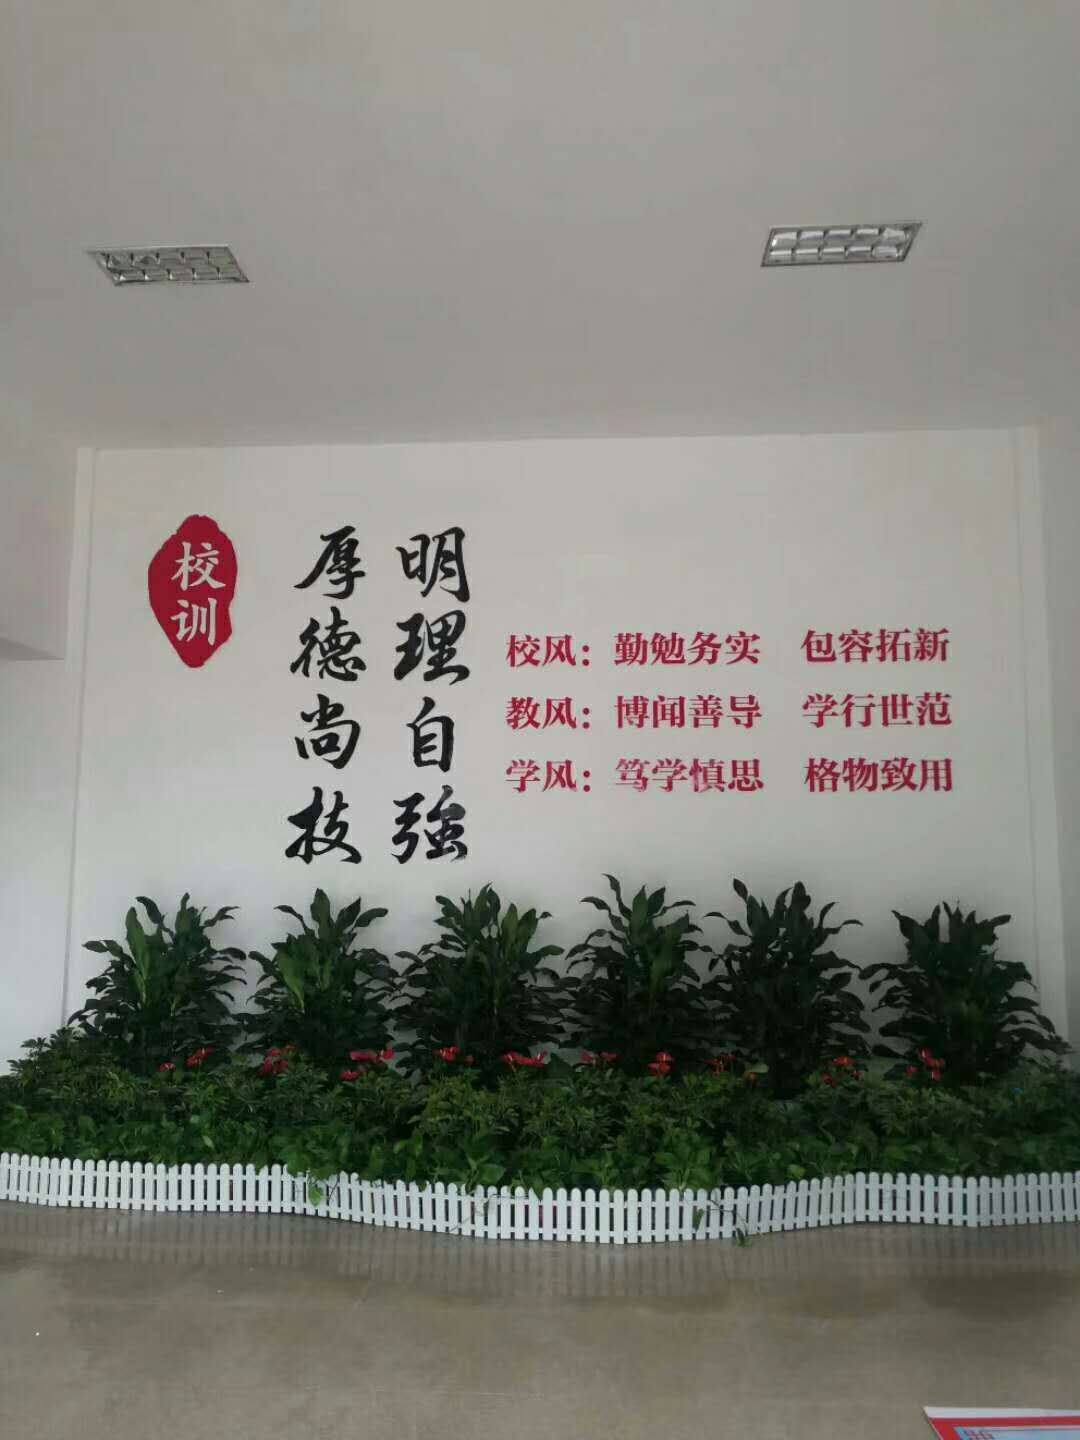 校训
厚德尚技
明理自强
校风：勤勉务实 包容拓新
教风：博闻善导 学行世范
学风：笃学慎思 格物致用